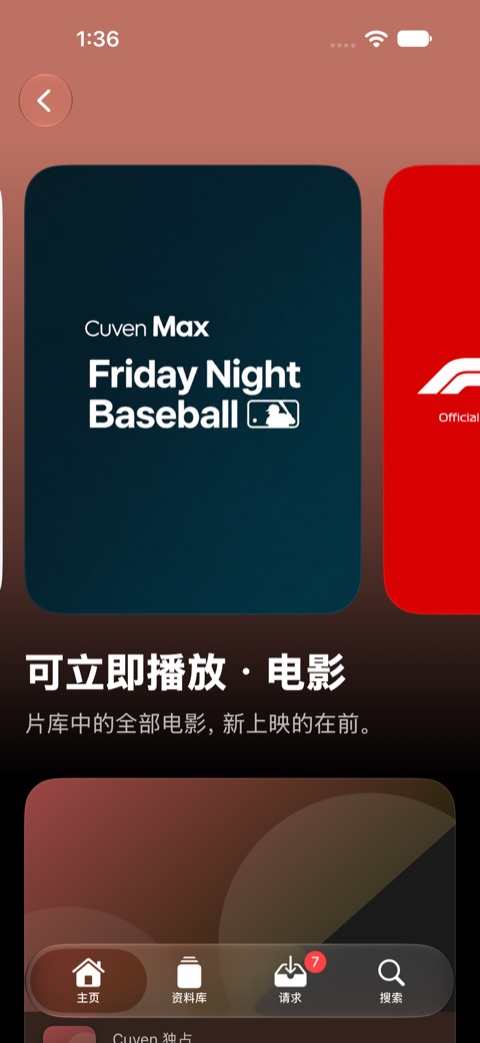 1:36
Cuven Max
Friday Night
Baseball
Official
可立即播放 · 电影
片库中的全部电影, 新上映的在前。
7
主页
资料库
请求
搜索
Cuven 独占